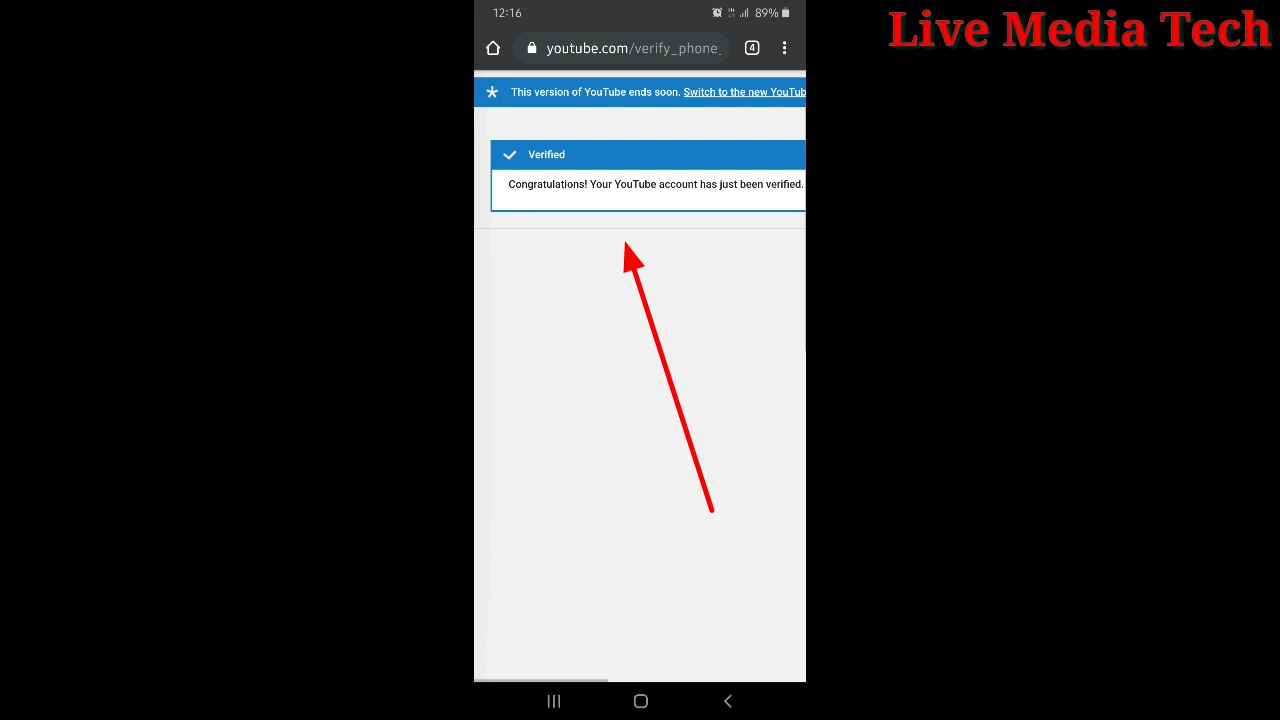 Live Media Tech
12:16
89%
youtube.com/verify_phone_
4
This version of YouTube ends soon. Switch to the new YouTub
Verified
Congratulations! Your YouTube account has just been verified.